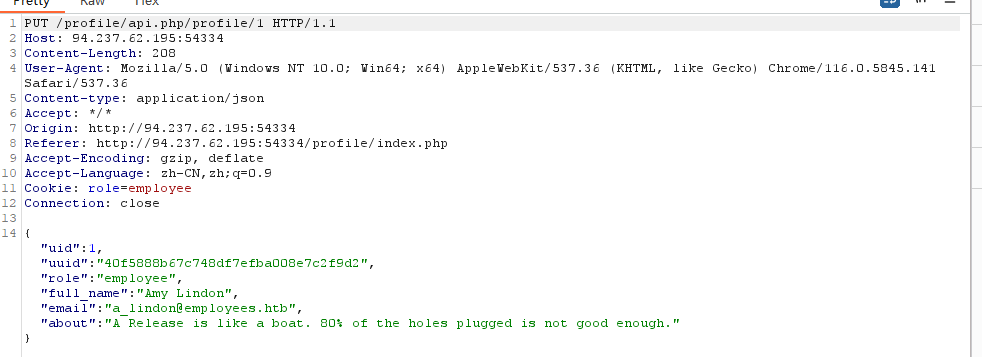 Pretty Raw Hex
1 PUT /profile/api.php/profile/1 HTTP/1.1
2 Host: 94.237.62.195:54334
3 Content-Length: 208
4 User-Agent: Mozilla/5.0 (Windows NT 10.0; Win64; x64) AppleWebKit/537.36 (KHTML, like Gecko) Chrome/116.0.5845.141
Safari/537.36
5 Content-type: application/json
6 Accept: */*
7 Origin: http://94.237.62.195:54334
8 Referer: http://94.237.62.195:54334/profile/index.php
9 Accept-Encoding: gzip, deflate
10 Accept-Language: zh-CN,zh;q=0.9
11 Cookie: role=employee
12 Connection: close
13
14 {
"uid":1,
"uuid":"40f5888b67c748df7efba008e7c2f9d2",
"role":"employee",
"full_name":"Amy Lindon",
"email":"a_lindon@employees.htb",
"about":"A Release is like a boat. 80% of the holes plugged is not good enough."
}